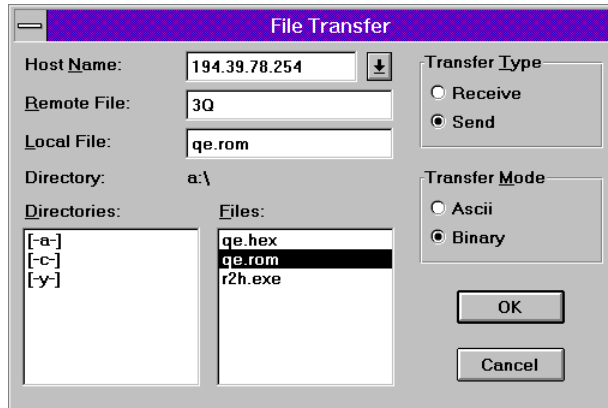 File Transfer
Host Name:
194.39.78.254
Remote File:
3Q
Local File:
qe.rom
Directory:
a:\
Directories:
[-a-]
[-c-]
[-y-]
Files:
qe.hex
qe.rom
r2h.exe
Transfer Type
Receive
Send
Transfer Mode
Ascii
Binary
OK
Cancel